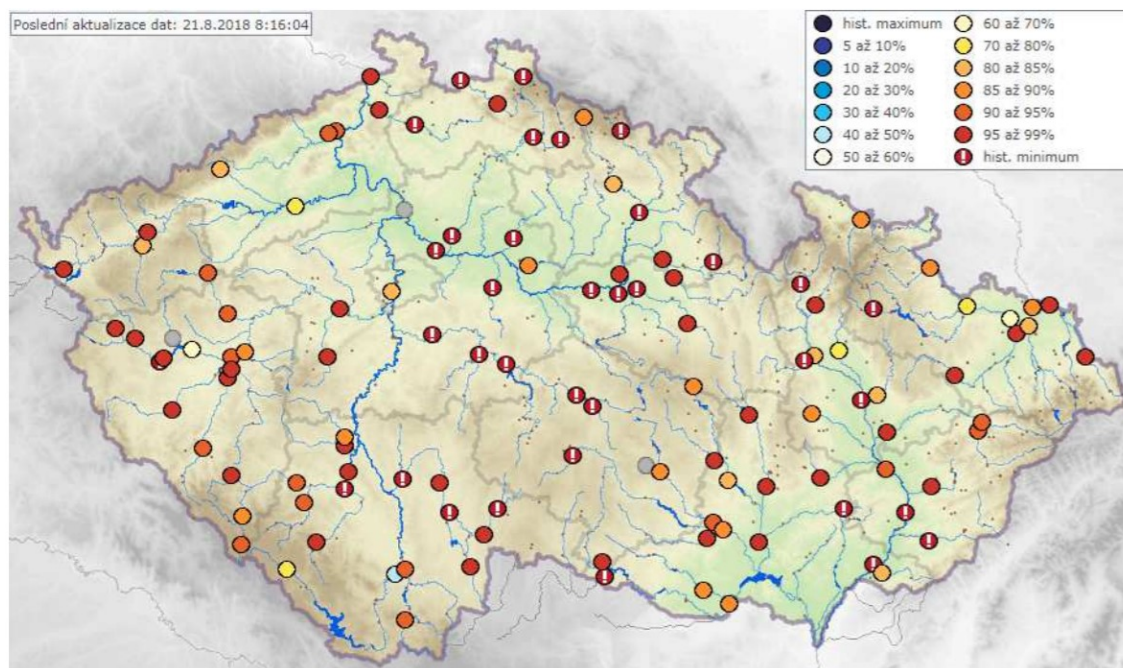 Poslední aktualizace dat: 21.8.2018 8:16:04
hist. maximum
5 až 10%
10 až 20%
20 až 30%
30 až 40%
40 až 50%
50 až 60%
60 až 70%
70 až 80%
80 až 85%
85 až 90%
90 až 95%
95 až 99%
hist. minimum